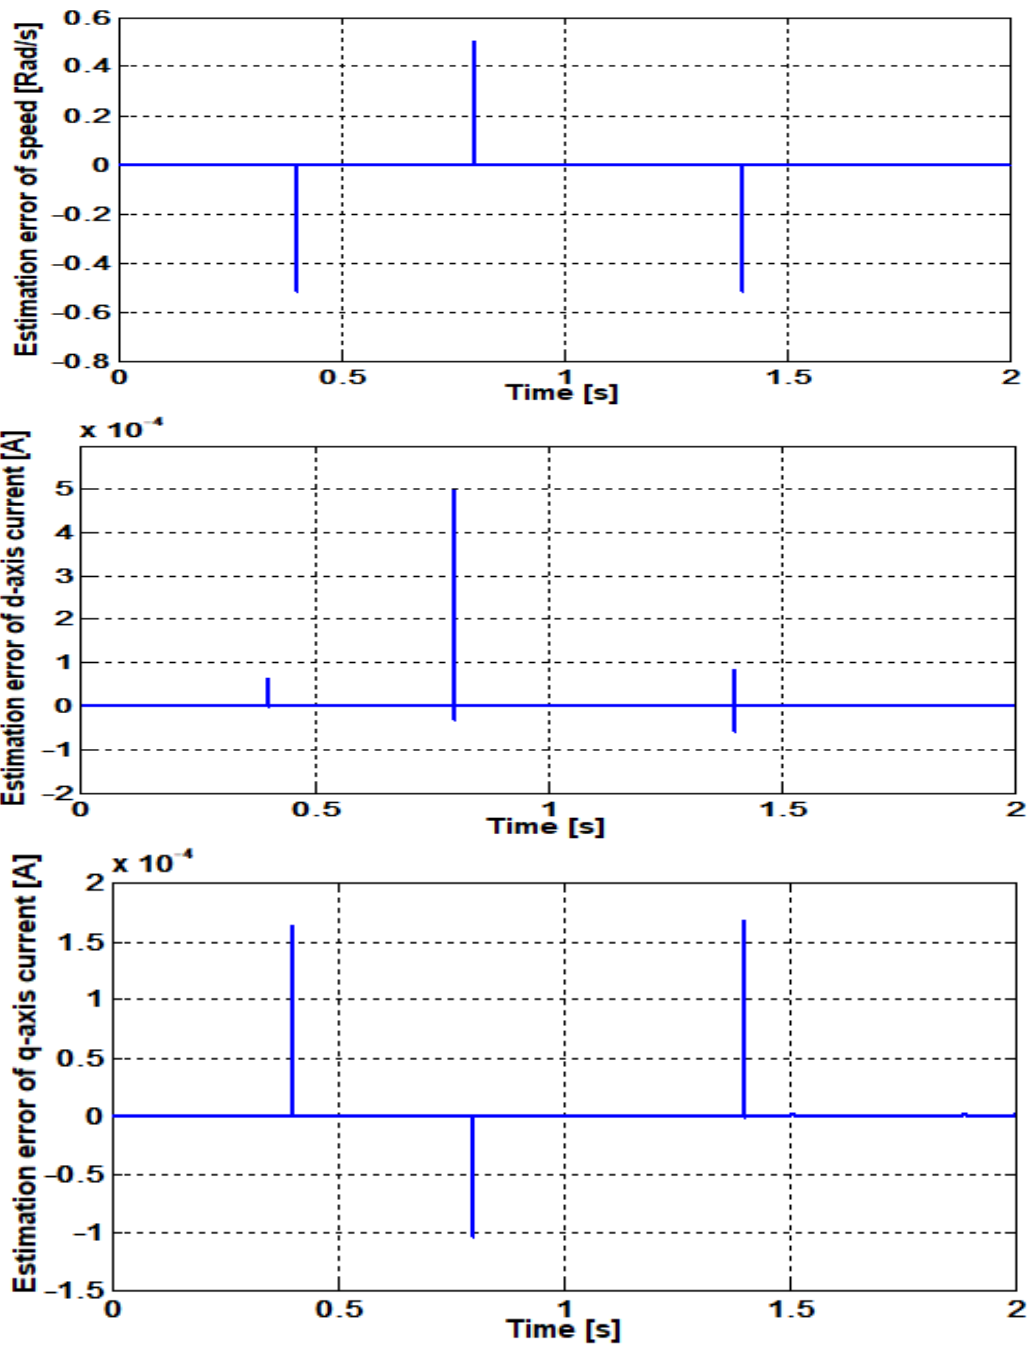 Estimation error of speed [Rad/s]
0.6
0.4
0.2
0
−0.2
−0.4
−0.6
−0.8
0 0.5 1 1.5 2
Time [s]
x 10⁻⁴
Estimation error of d-axis current [A]
5
4
3
2
1
0
−1
−2
0 0.5 1 1.5 2
Time [s]
x 10⁻⁴
Estimation error of q-axis current [A]
2
1.5
1
0.5
0
−0.5
−1
−1.5
0 0.5 1 1.5 2
Time [s]